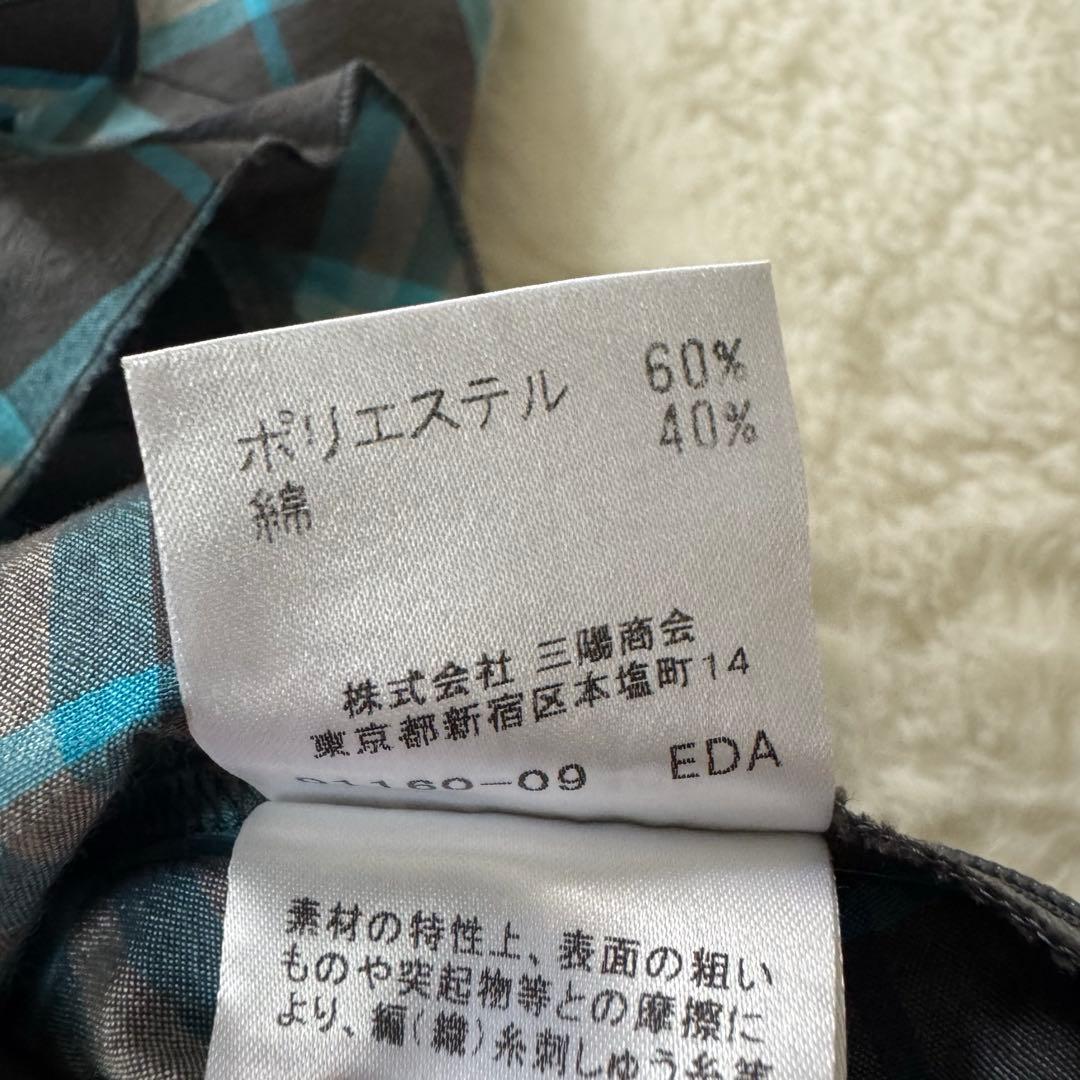 ポリエステル 60%
綿 40%
株式会社 三陽商会
東京都新宿区本塩町14
01160-09 EDA
素材の特性上、表面の粗い
ものや突起物等との摩擦に
より、編(織)糸刺しゅう糸等